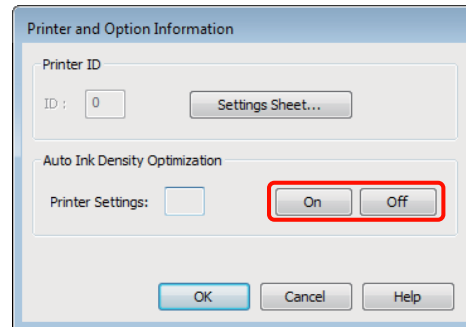 Printer and Option Information
Printer ID
ID : 0 Settings Sheet...
Auto Ink Density Optimization
Printer Settings: On Off
OK Cancel Help